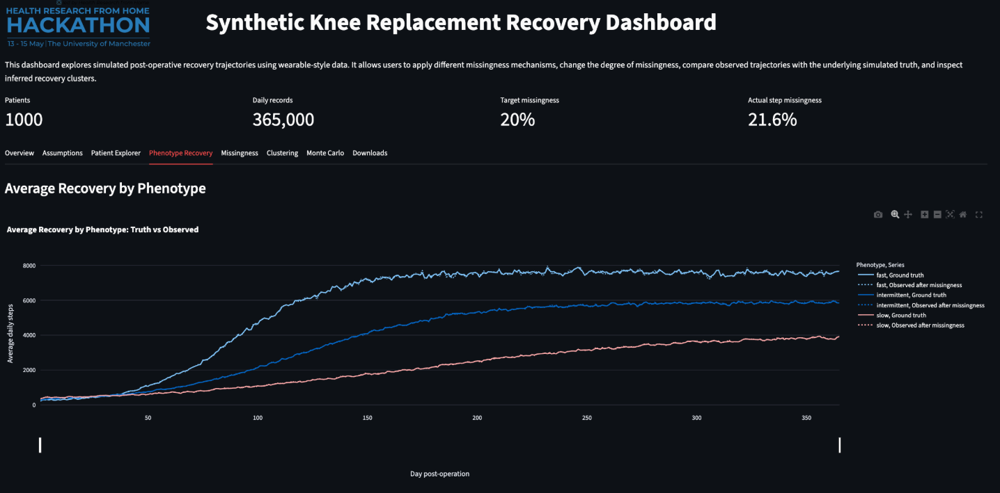 HEALTH RESEARCH FROM HOME
HACKATHON
13 - 15 May | The University of Manchester
Synthetic Knee Replacement Recovery Dashboard
This dashboard explores simulated post-operative recovery trajectories using wearable-style data. It allows users to apply different missingness mechanisms, change the degree of missingness, compare observed trajectories with the underlying simulated truth, and inspect
inferred recovery clusters.
Patients
1000
Daily records
365,000
Target missingness
20%
Actual step missingness
21.6%
Overview Assumptions Patient Explorer Phenotype Recovery Missingness Clustering Monte Carlo Downloads
Average Recovery by Phenotype
Average Recovery by Phenotype: Truth vs Observed
Average daily steps
8000
6000
4000
2000
0
50 100 150 200 250 300 350
Day post-operation
Phenotype, Series
fast, Ground truth
fast, Observed after missingness
intermittent, Ground truth
intermittent, Observed after missingness
slow, Ground truth
slow, Observed after missingness